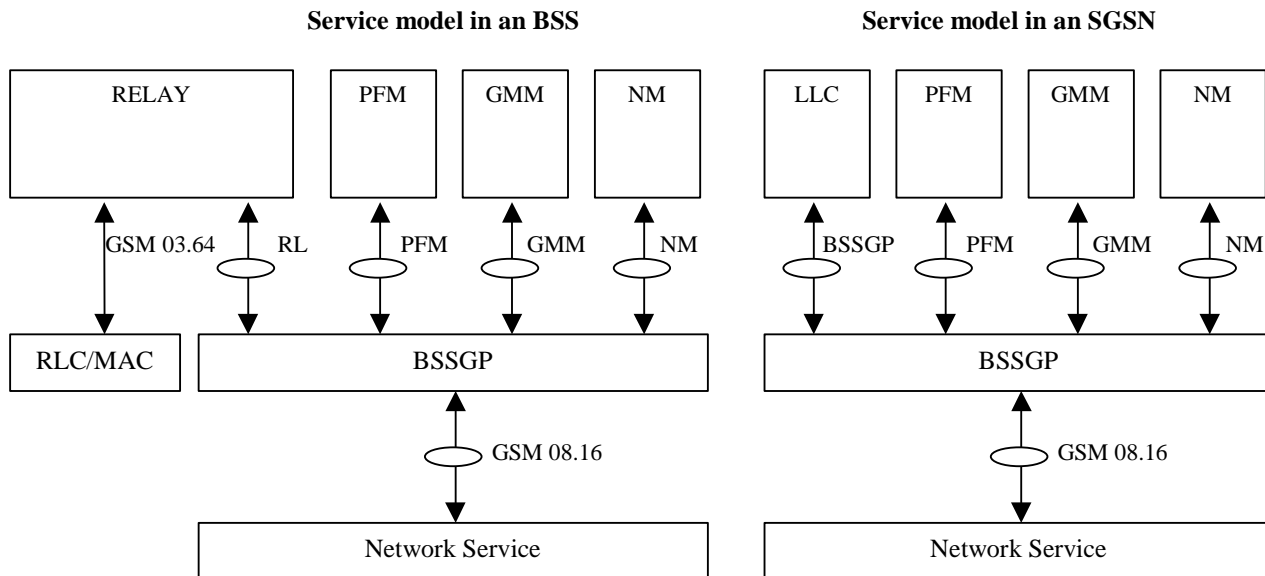 Service model in an BSS
Service model in an SGSN
RELAY
PFM
GMM
NM
LLC
PFM
GMM
NM
GSM 03.64
RL
PFM
GMM
NM
BSSGP
PFM
GMM
NM
RLC/MAC
BSSGP
BSSGP
GSM 08.16
GSM 08.16
Network Service
Network Service